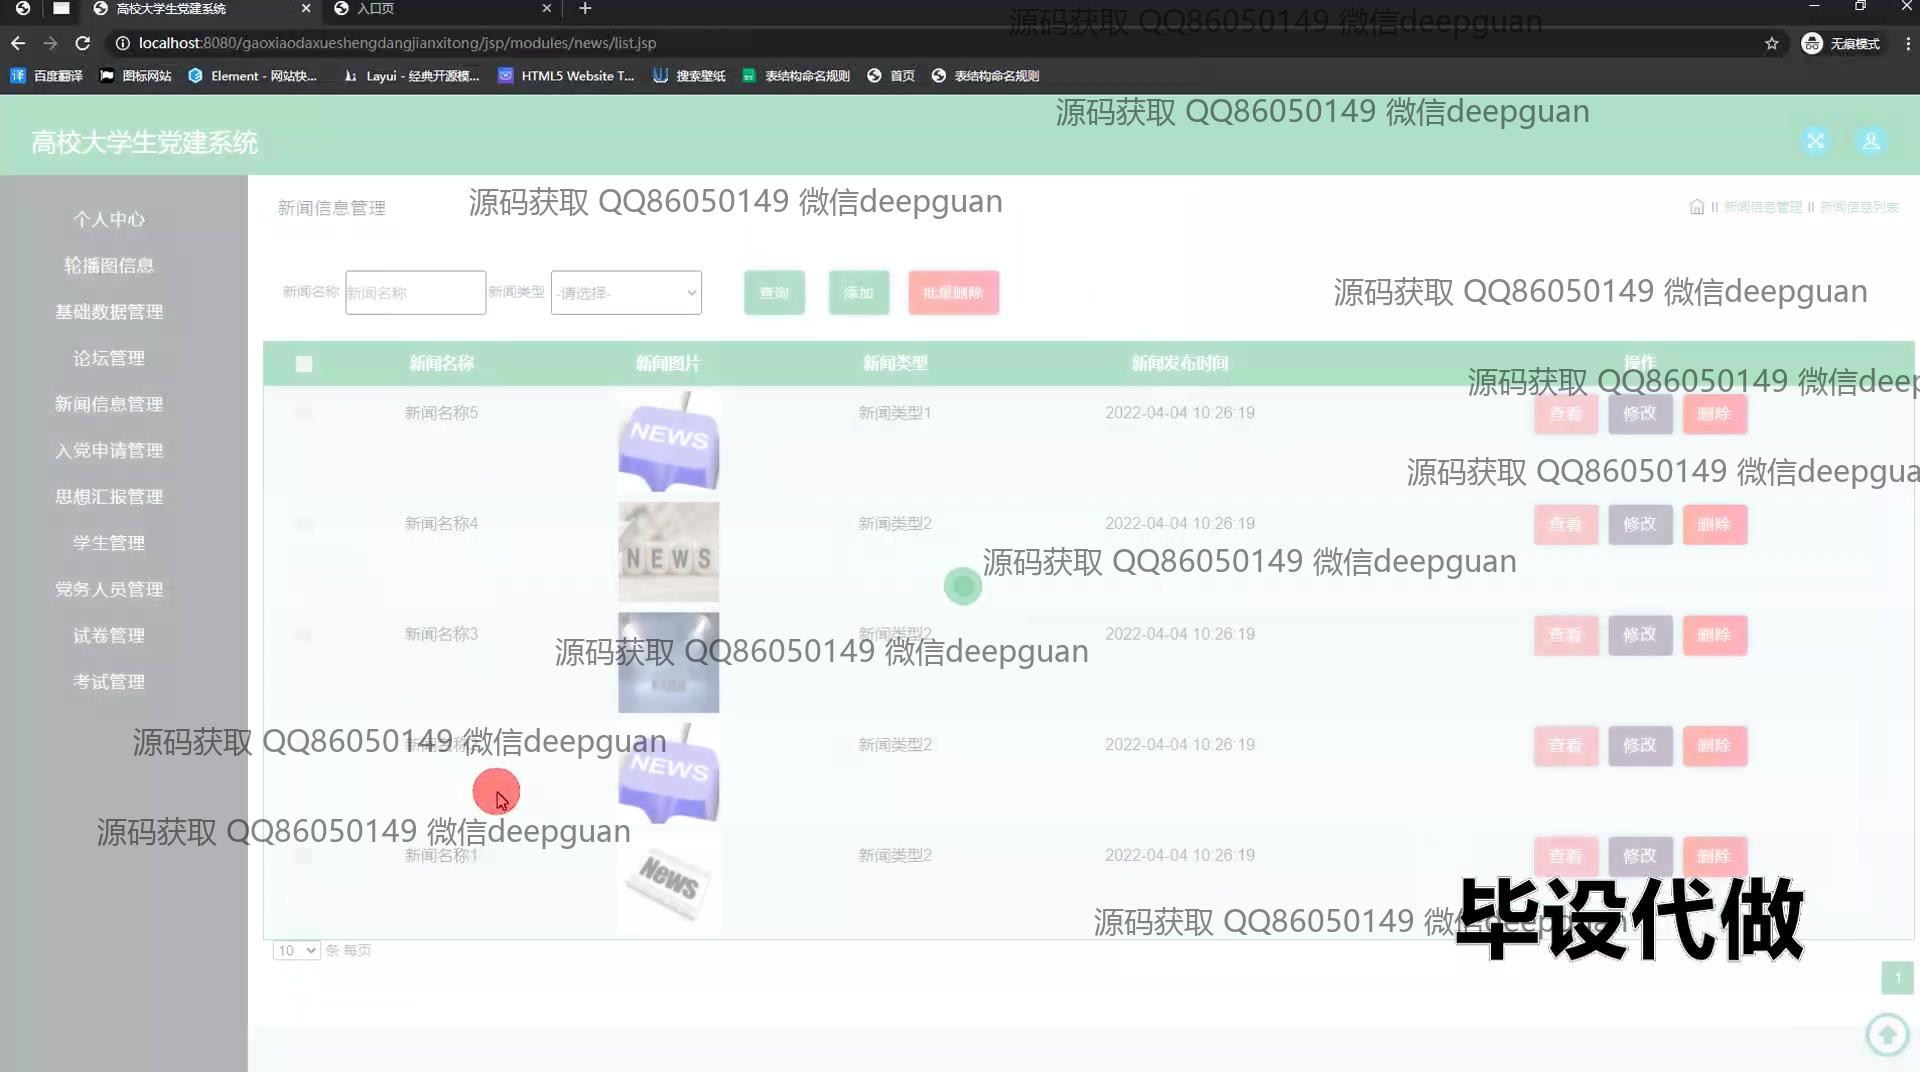 高校大学生党建系统
入口页
localhost:8080/gaoxiaodaxueshengdangjianxitong/jsp/modules/news/list.jsp
无痕模式
源码获取 QQ86050149 微信deepguan
百度翻译 图标网站 Element - 网站快... Layui - 经典开源模... HTML5 Website T... 搜索壁纸 表结构命名规则 首页 表结构命名规则
源码获取 QQ86050149 微信deepguan
高校大学生党建系统
个人中心
轮播图信息
基础数据管理
论坛管理
新闻信息管理
入党申请管理
思想汇报管理
学生管理
党务人员管理
试卷管理
考试管理
新闻信息管理
源码获取 QQ86050149 微信deepguan
新闻信息管理 新闻信息列表
新闻名称 新闻名称 新闻类型 -请选择- 查询 添加 批量删除
源码获取 QQ86050149 微信deepguan
新闻名称 新闻图片 新闻类型 新闻发布时间 操作
源码获取 QQ86050149 微信deep
新闻名称5 NEWS 新闻类型1 2022-04-04 10:26:19 查看 修改 删除
源码获取 QQ86050149 微信deepgua
新闻名称4 NEWS 新闻类型2 2022-04-04 10:26:19 查看 修改 删除
源码获取 QQ86050149 微信deepguan
新闻名称3 新闻类型2 2022-04-04 10:26:19 查看 修改 删除
源码获取 QQ86050149 微信deepguan
NEWS 新闻类型2 2022-04-04 10:26:19 查看 修改 删除
源码获取 QQ86050149 微信deepguan
源码获取 QQ86050149 微信deepguan
新闻名称1 News 新闻类型2 2022-04-04 10:26:19 查看 修改 删除
源码获取 QQ86050149 微信deepguan
毕设代做
10 条 每页
1